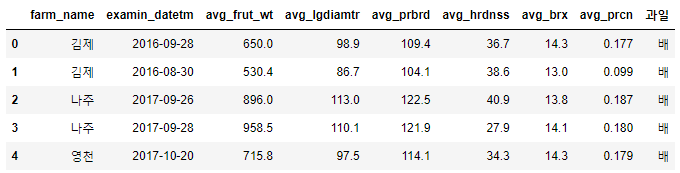 farm_name examin_datetm avg_frut_wt avg_lgdiamtr avg_prbrd avg_hrdnss avg_brx avg_prcn 과일
0 김제 2016-09-28 650.0 98.9 109.4 36.7 14.3 0.177 배
1 김제 2016-08-30 530.4 86.7 104.1 38.6 13.0 0.099 배
2 나주 2017-09-26 896.0 113.0 122.5 40.9 13.8 0.187 배
3 나주 2017-09-28 958.5 110.1 121.9 27.9 14.1 0.180 배
4 영천 2017-10-20 715.8 97.5 114.1 34.3 14.3 0.179 배